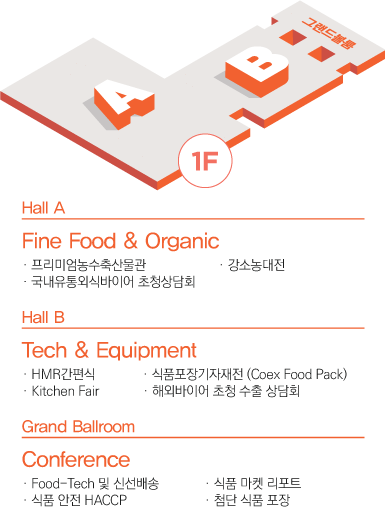 그랜드볼룸
A
B
1F
Hall A
Fine Food & Organic
· 프리미엄농수축산물관 · 강소농대전
· 국내유통외식바이어 초청상담회
Hall B
Tech & Equipment
· HMR간편식 · 식품포장기자재전 (Coex Food Pack)
· Kitchen Fair · 해외바이어 초청 수출 상담회
Grand Ballroom
Conference
· Food-Tech 및 신선배송 · 식품 마켓 리포트
· 식품 안전 HACCP · 첨단 식품 포장